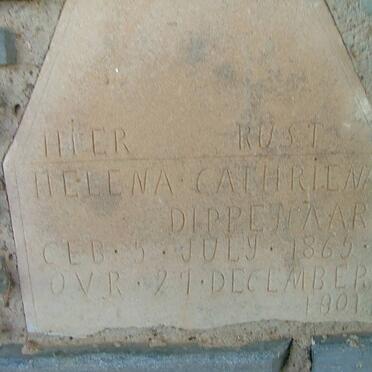 HIER RUST
HELENA · CATHRIENA
DIPPENAAR
GEB · 5 · JULY · 1865 ·
OVR · 27 · DECEMBER
1901